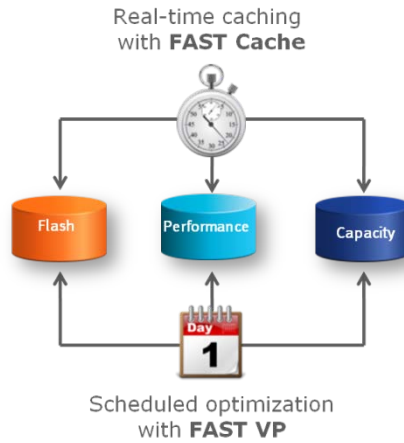 Real-time caching
with FAST Cache
Flash
Performance
Capacity
Day
1
Scheduled optimization
with FAST VP